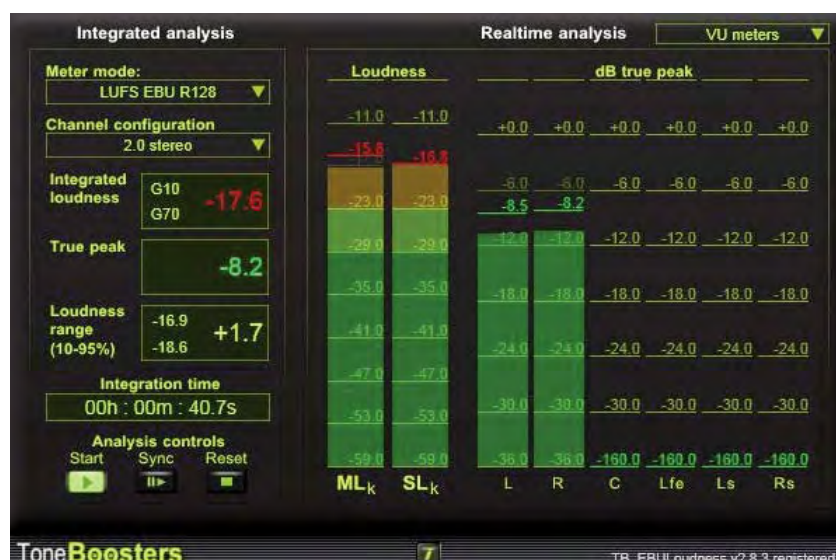 Integrated analysis
Meter mode:
LUFS EBU R128
Channel configuration
2.0 stereo
Integrated loudness
G10
G70
-17.6
True peak
-8.2
Loudness range (10-95%)
-16.9
-18.6
+1.7
Integration time
00h : 00m : 40.7s
Analysis controls
Start Sync Reset
Realtime analysis VU meters
Loudness dB true peak
-11.0 -11.0 +0.0 +0.0 +0.0 +0.0 +0.0 +0.0
-15.8 -16.8
-6.0 -6.0 -6.0 -6.0 -6.0 -6.0
-23.0 -23.0 -8.5 -8.2
-29.0 -29.0 -12.0 -12.0 -12.0 -12.0 -12.0 -12.0
-35.0 -35.0 -18.0 -18.0 -18.0 -18.0 -18.0 -18.0
-41.0 -41.0 -24.0 -24.0 -24.0 -24.0 -24.0 -24.0
-47.0 -47.0
-53.0 -53.0 -30.0 -30.0 -30.0 -30.0 -30.0 -30.0
-59.0 -59.0 -36.0 -36.0 -160.0 -160.0 -160.0 -160.0
MLk SLk L R C Lfe Ls Rs
ToneBoosters
TB_EBULoudness v2.8.3 registered